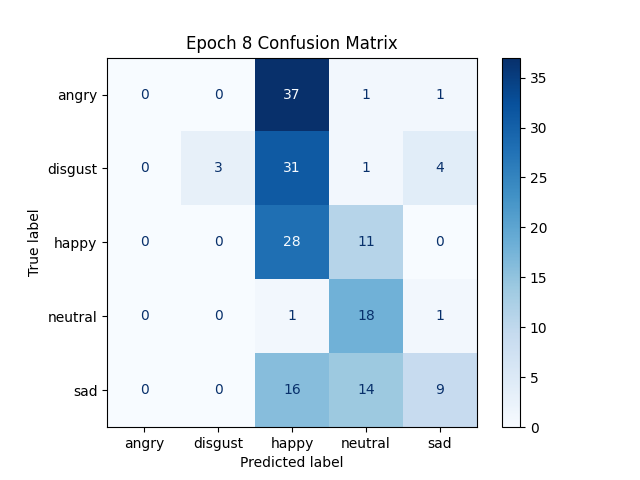 Epoch 8 Confusion Matrix
True label
angry 0 0 37 1 1
disgust 0 3 31 1 4
happy 0 0 28 11 0
neutral 0 0 1 18 1
sad 0 0 16 14 9
angry disgust happy neutral sad
Predicted label
35
30
25
20
15
10
5
0